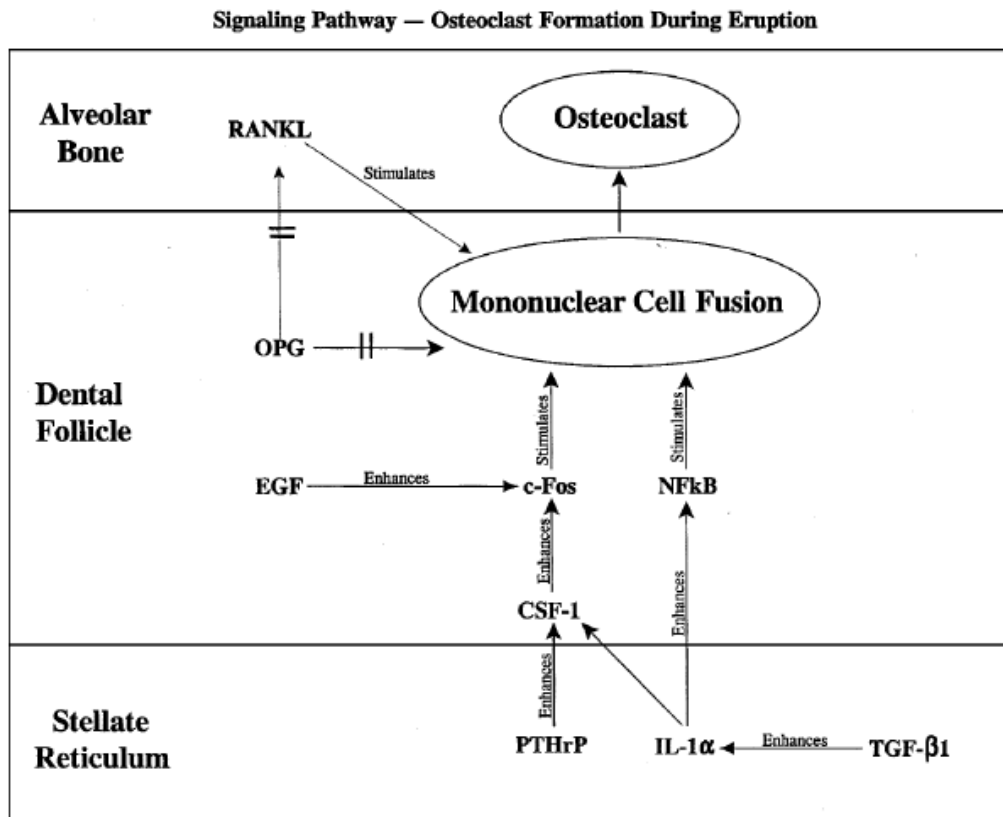 Signaling Pathway — Osteoclast Formation During Eruption
Alveolar
Bone
RANKL
Osteoclast
Stimulates
Mononuclear Cell Fusion
OPG
Dental
Follicle
Stimulates
Stimulates
EGF
Enhances
c-Fos
NFkB
Enhances
Enhances
CSF-1
Stellate
Reticulum
Enhances
PTHrP
IL-1α
Enhances
TGF-β1